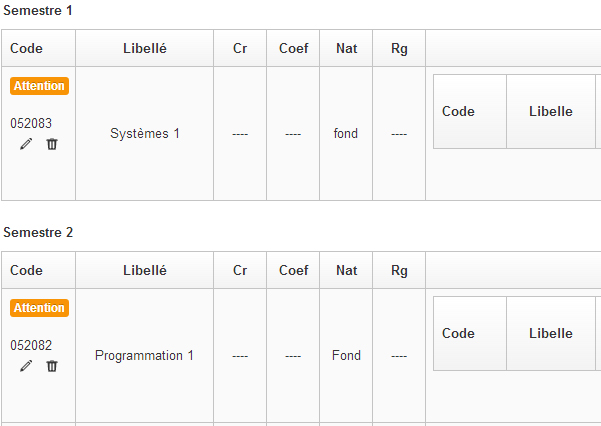 Semestre 1
Code Libellé Cr Coef Nat Rg
Attention
Code Libelle
052083
Systèmes 1 ---- ---- fond ----
Semestre 2
Code Libellé Cr Coef Nat Rg
Attention
Code Libelle
052082
Programmation 1 ---- ---- Fond ----